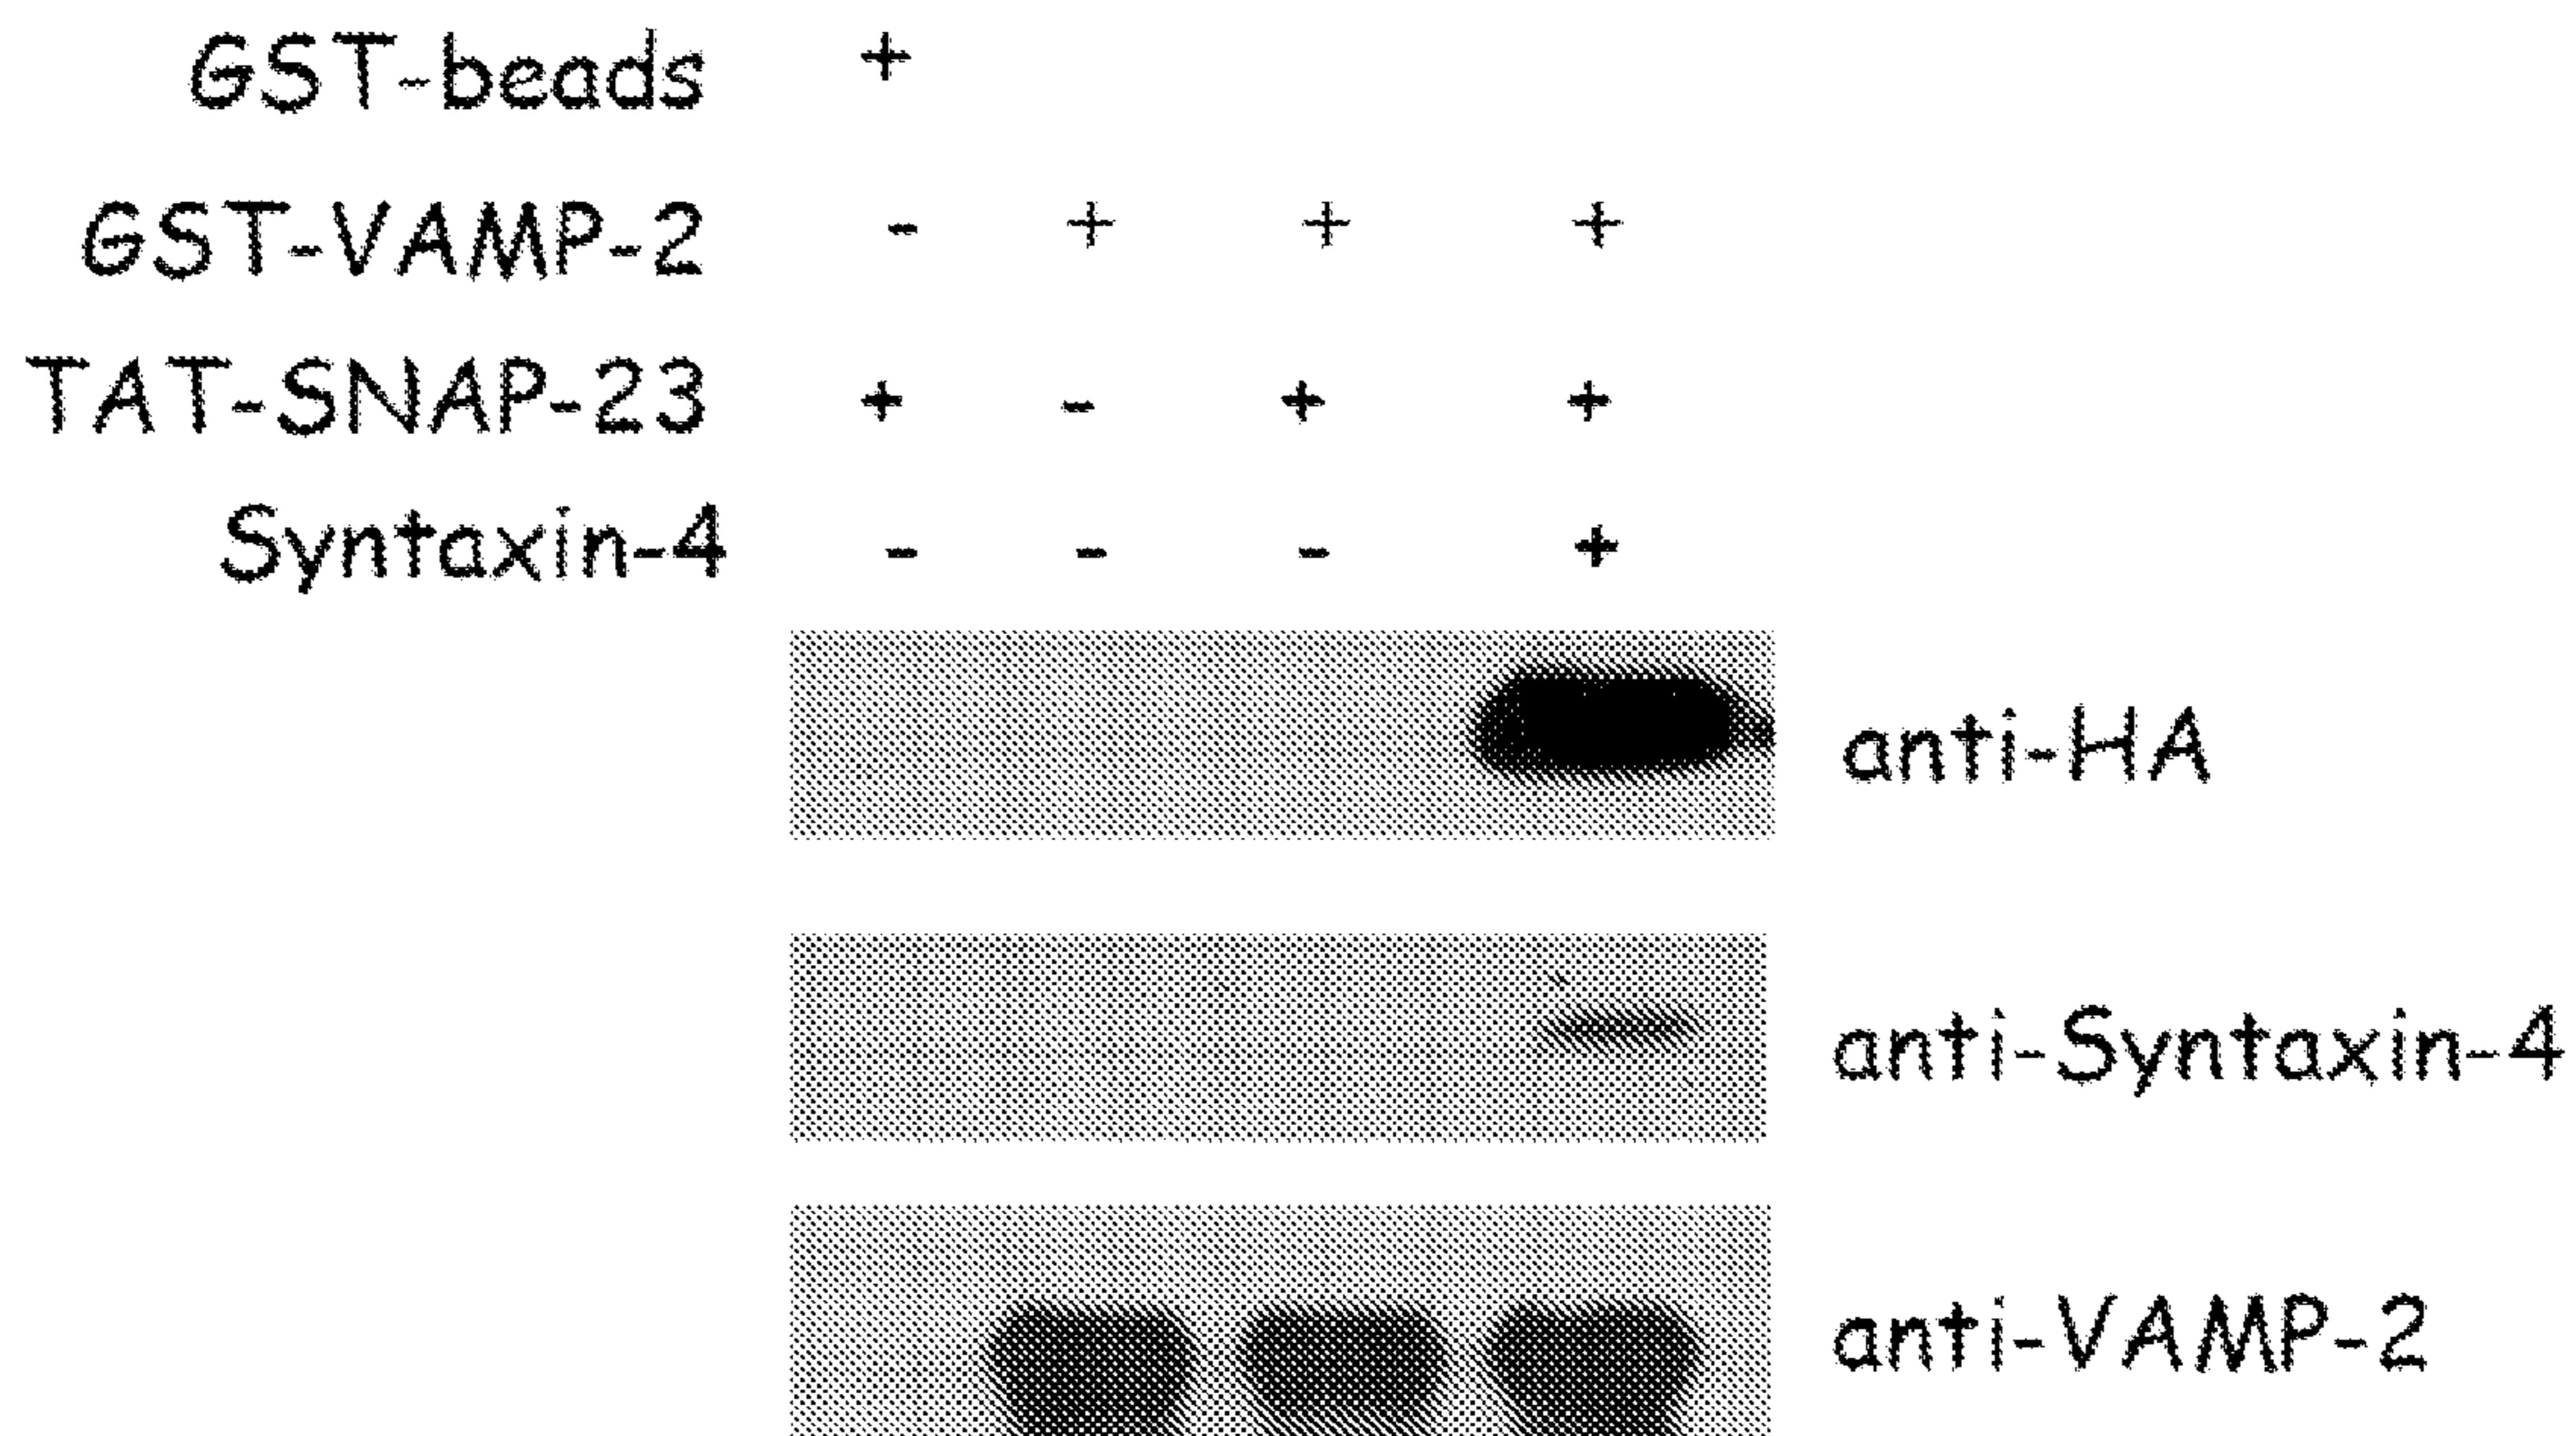 GST-beads +
GST-VAMP-2 - + + +
TAT-SNAP-23 + - + +
Syntaxin-4 - - - +
anti-HA
anti-Syntaxin-4
anti-VAMP-2